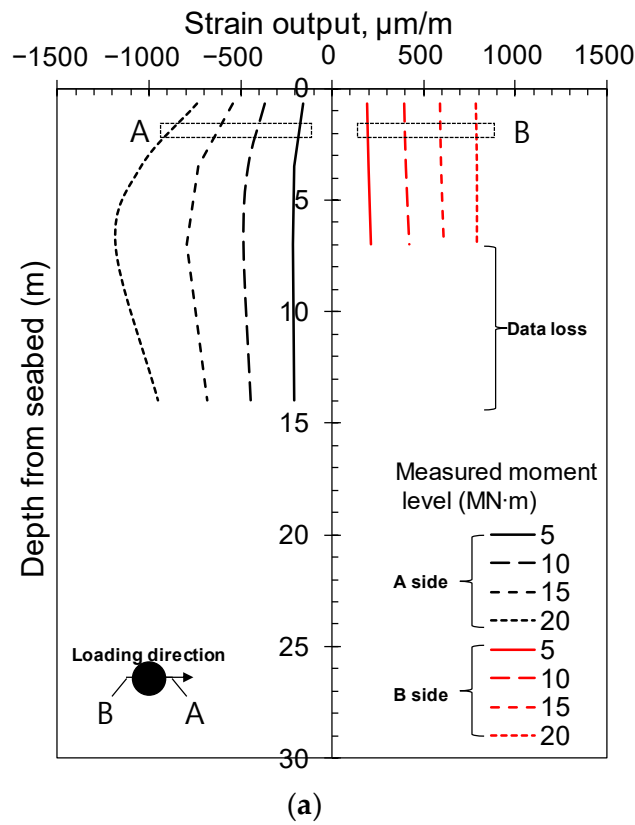 Strain output, μm/m
−1500 −1000 −500 0 500 1000 1500
0
A
B
5
10
Data loss
15
Depth from seabed (m)
Measured moment
level (MN·m)
20
5
10
A side
15
20
25
5
10
B side
15
20
30
Loading direction
B
A
(a)